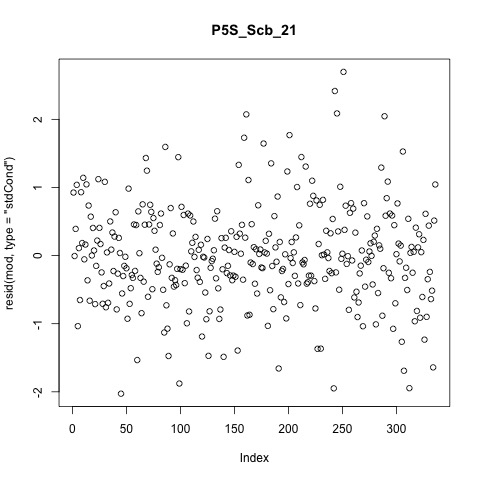 P5S_Scb_21
resid(mod, type = "stdCond")
2
1
0
-1
-2
0 50 100 150 200 250 300
Index